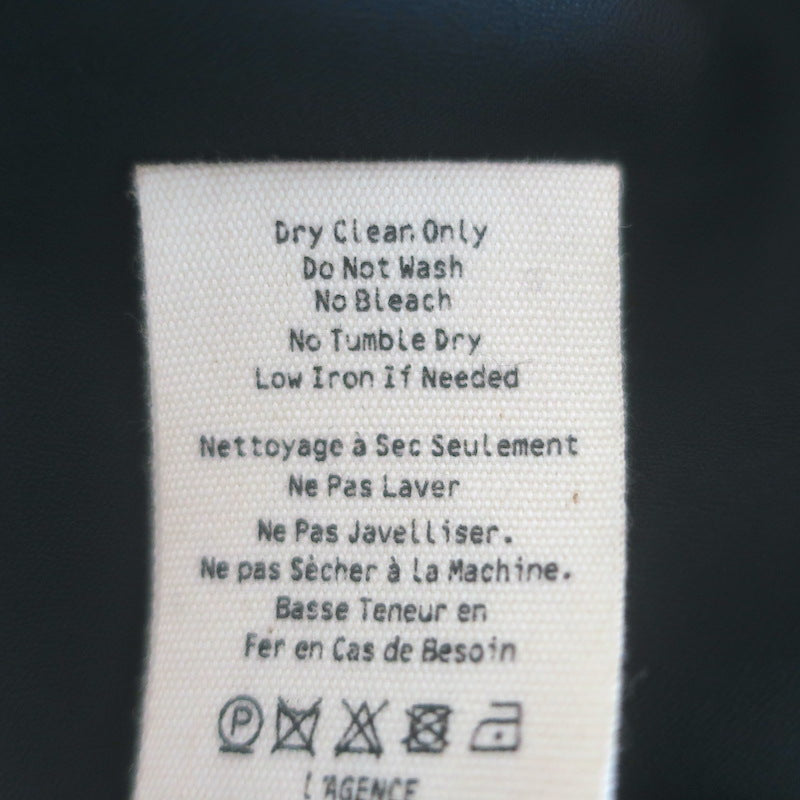 Dry Clean Only
Do Not Wash
No Bleach
No Tumble Dry
Low Iron If Needed
Nettoyage à Sec Seulement
Ne Pas Laver
Ne Pas Javelliser.
Ne pas Sècher à la Machine.
Basse Teneur en
Fer en Cas de Besoin
P
L'AGENCE